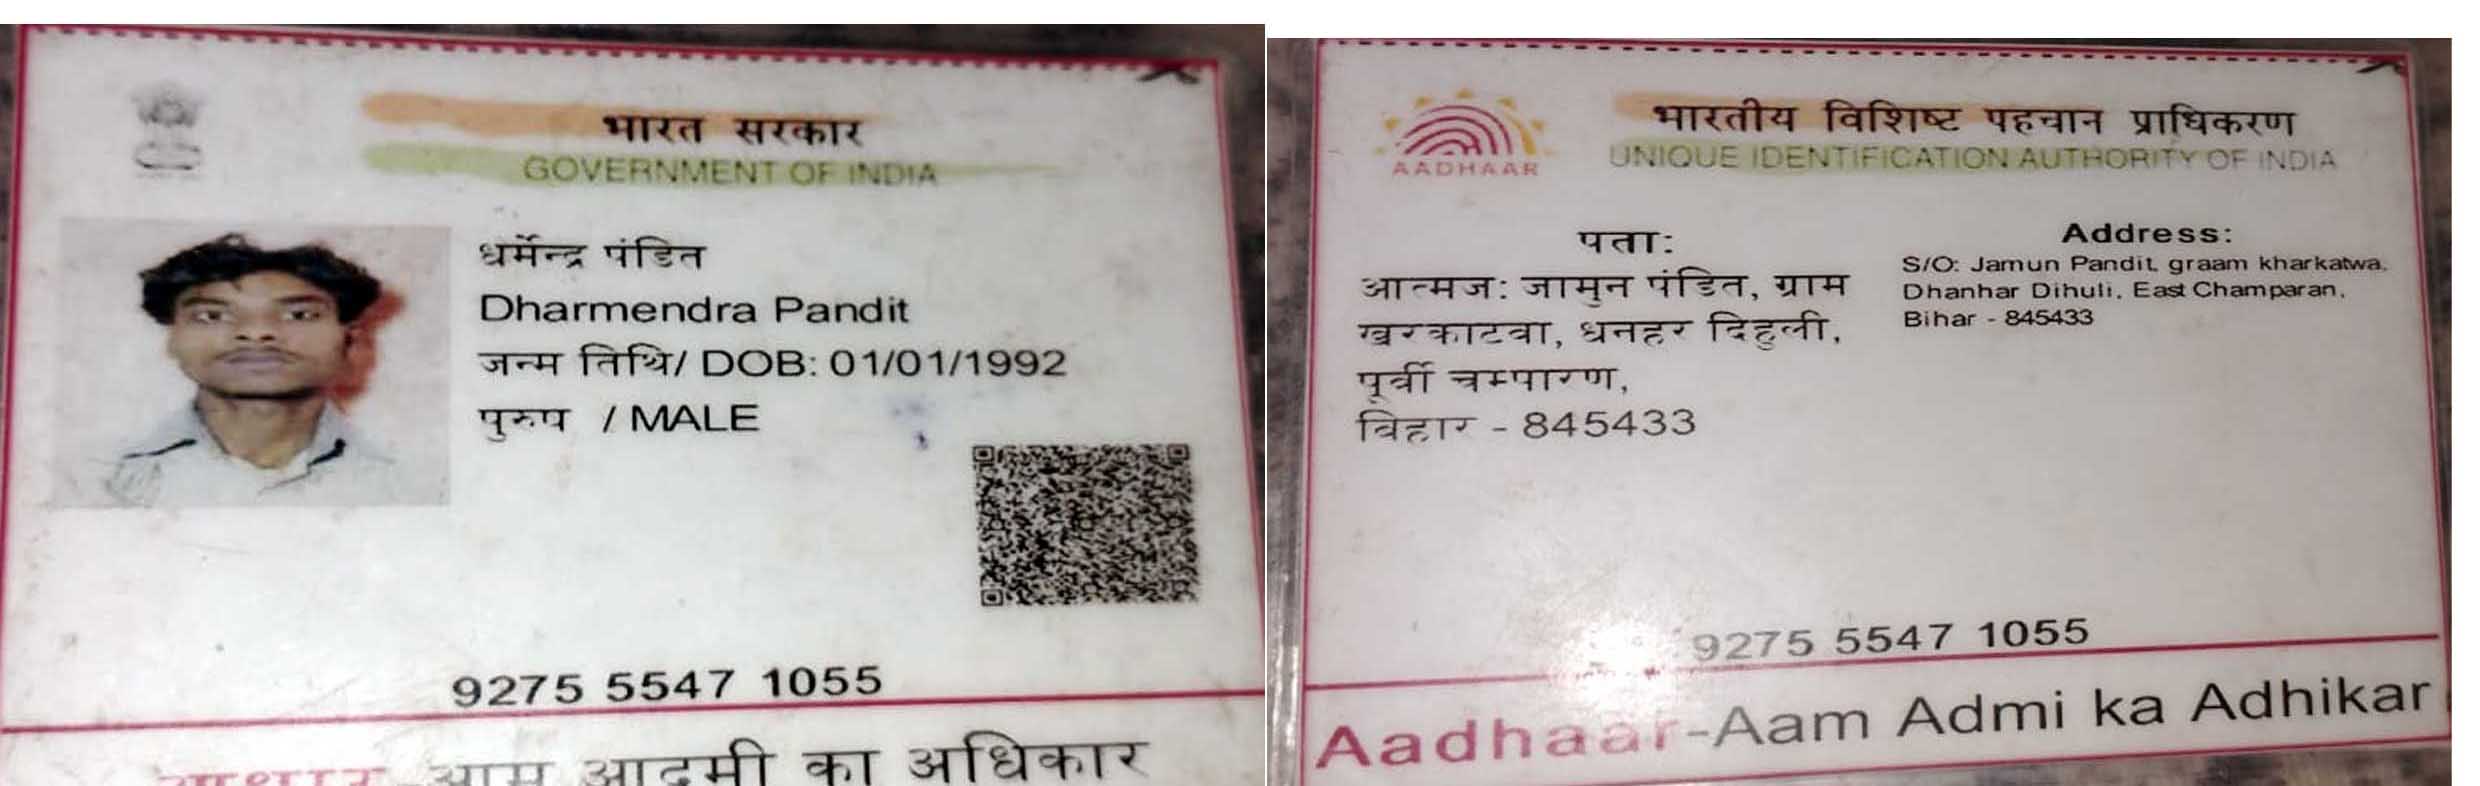 भारत सरकार
GOVERNMENT OF INDIA
धर्मेन्द्र पंडित
Dharmendra Pandit
जन्म तिथि/ DOB: 01/01/1992
पुरुष / MALE
9275 5547 1055
आधार-आम आदमी का अधिकार
भारतीय विशिष्ट पहचान प्राधिकरण
UNIQUE IDENTIFICATION AUTHORITY OF INDIA
AADHAAR
पता:
आत्मज: जामुन पंडित, ग्राम
खरकाटवा, धनहर दिहुली,
पूर्वी चम्पारण,
बिहार - 845433
Address:
S/O: Jamun Pandit, graam kharkatwa,
Dhanhar Dihuli, East Champaran,
Bihar - 845433
9275 5547 1055
Aadhaar-Aam Admi ka Adhikar